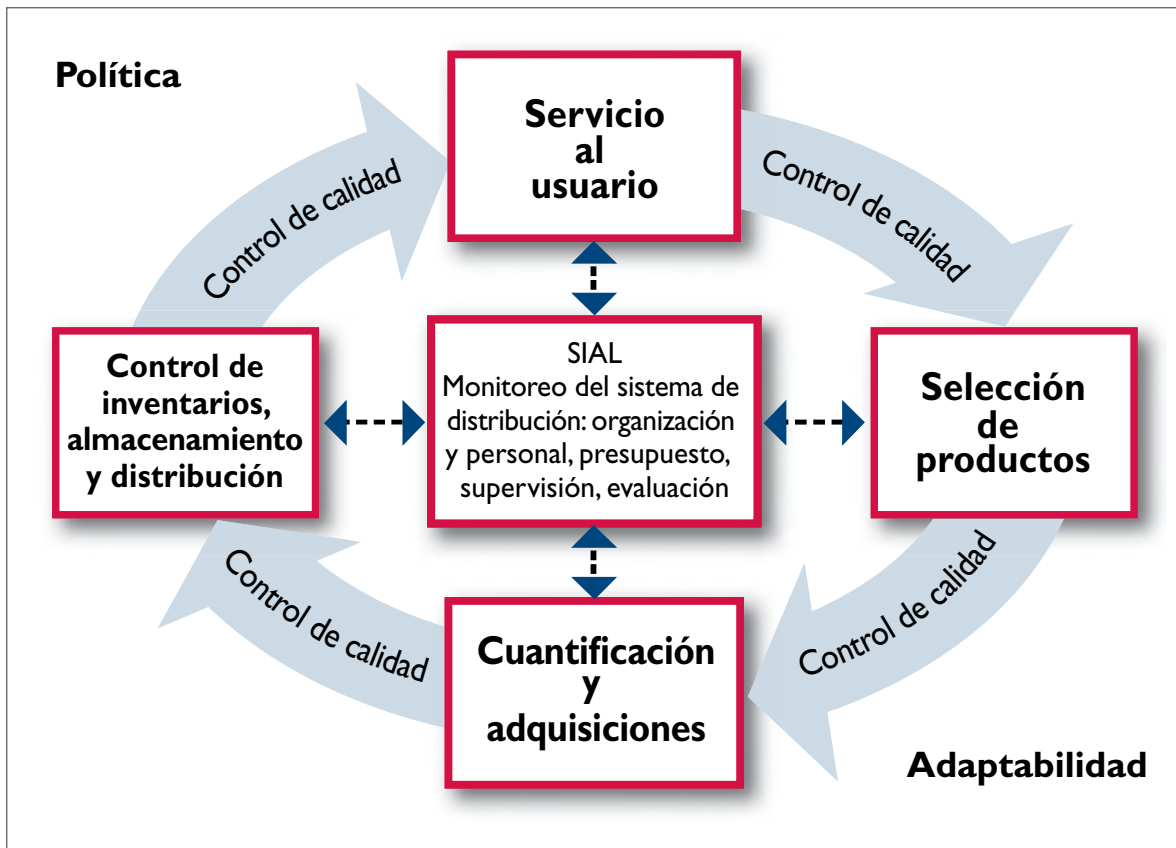 Política
Servicio
al
usuario
Control de calidad
Control de calidad
Control de
inventarios,
almacenamiento
y distribución
SIAL
Monitoreo del sistema de
distribución: organización
y personal, presupuesto,
supervisión, evaluación
Selección
de
productos
Control de calidad
Control de calidad
Cuantificación
y
adquisiciones
Adaptabilidad